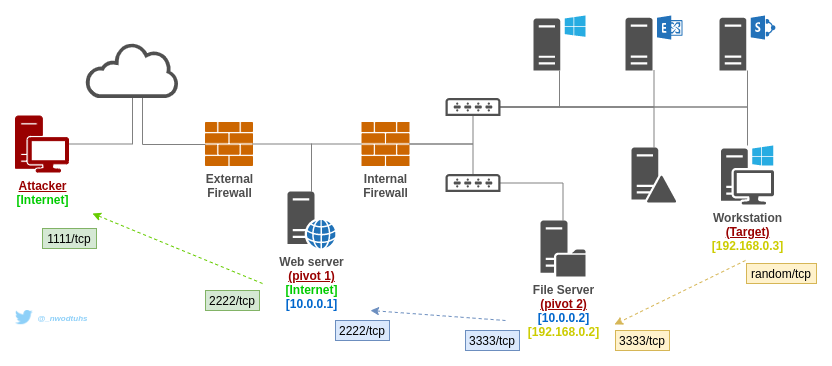 Attacker
[Internet]
1111/tcp
External
Firewall
Internal
Firewall
E
S
Web server
(pivot 1)
[Internet]
[10.0.0.1]
2222/tcp
2222/tcp
File Server
(pivot 2)
[10.0.0.2]
[192.168.0.2]
3333/tcp
3333/tcp
Workstation
(Target)
[192.168.0.3]
random/tcp
@_nwodtuhs